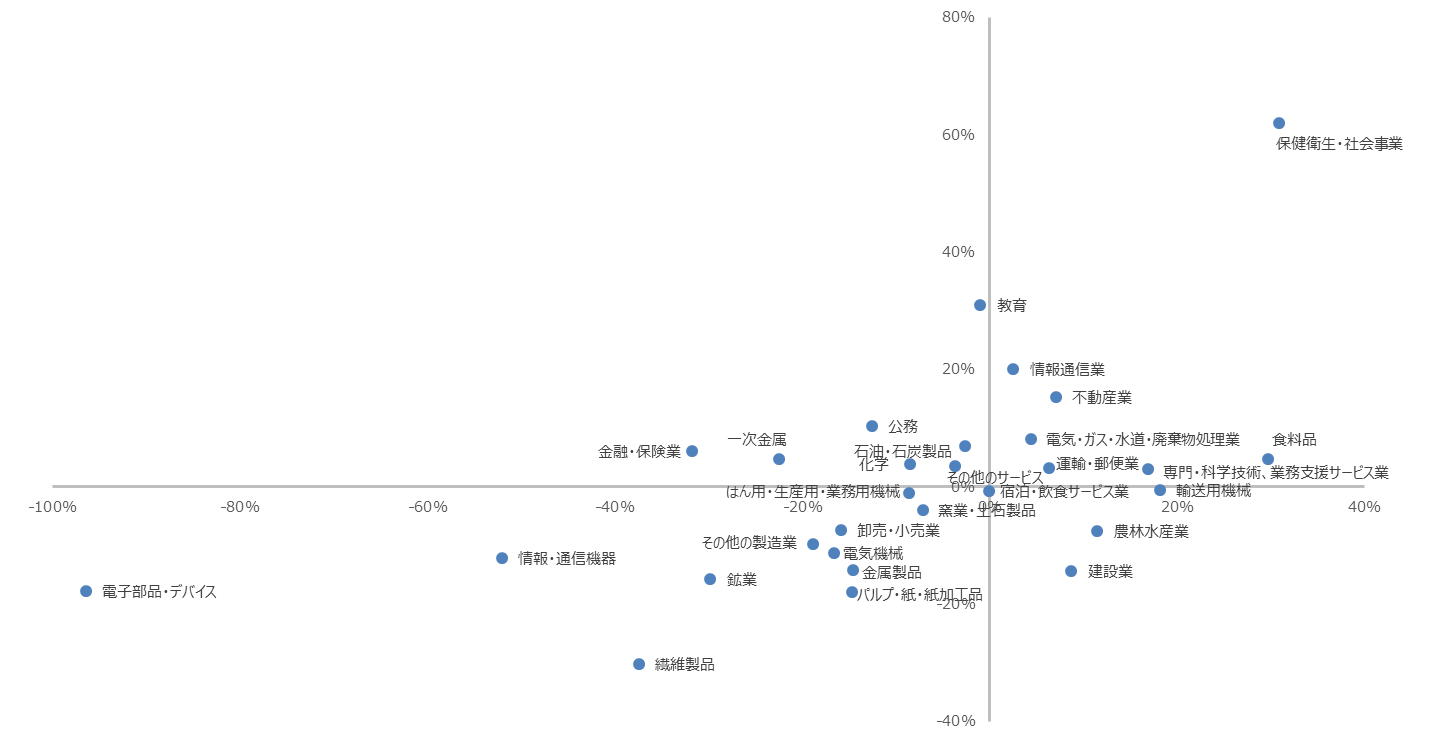 80%
60%
保健衛生・社会事業
40%
教育
20%
情報通信業
不動産業
公務
金融・保険業
一次金属
石油・石炭製品
電気・ガス・水道・廃棄物処理業
食料品
化学
運輸・郵便業
その他のサービス
専門・科学技術、業務支援サービス業
0%
はん用・生産用・業務用機械
宿泊・飲食サービス業
輸送用機械
-100%
-80%
-60%
-40%
-20%
0%
20%
40%
窯業・土石製品
卸売・小売業
農林水産業
その他の製造業
電気機械
情報・通信機器
金属製品
建設業
鉱業
電子部品・デバイス
パルプ・紙・紙加工品
-20%
繊維製品
-40%